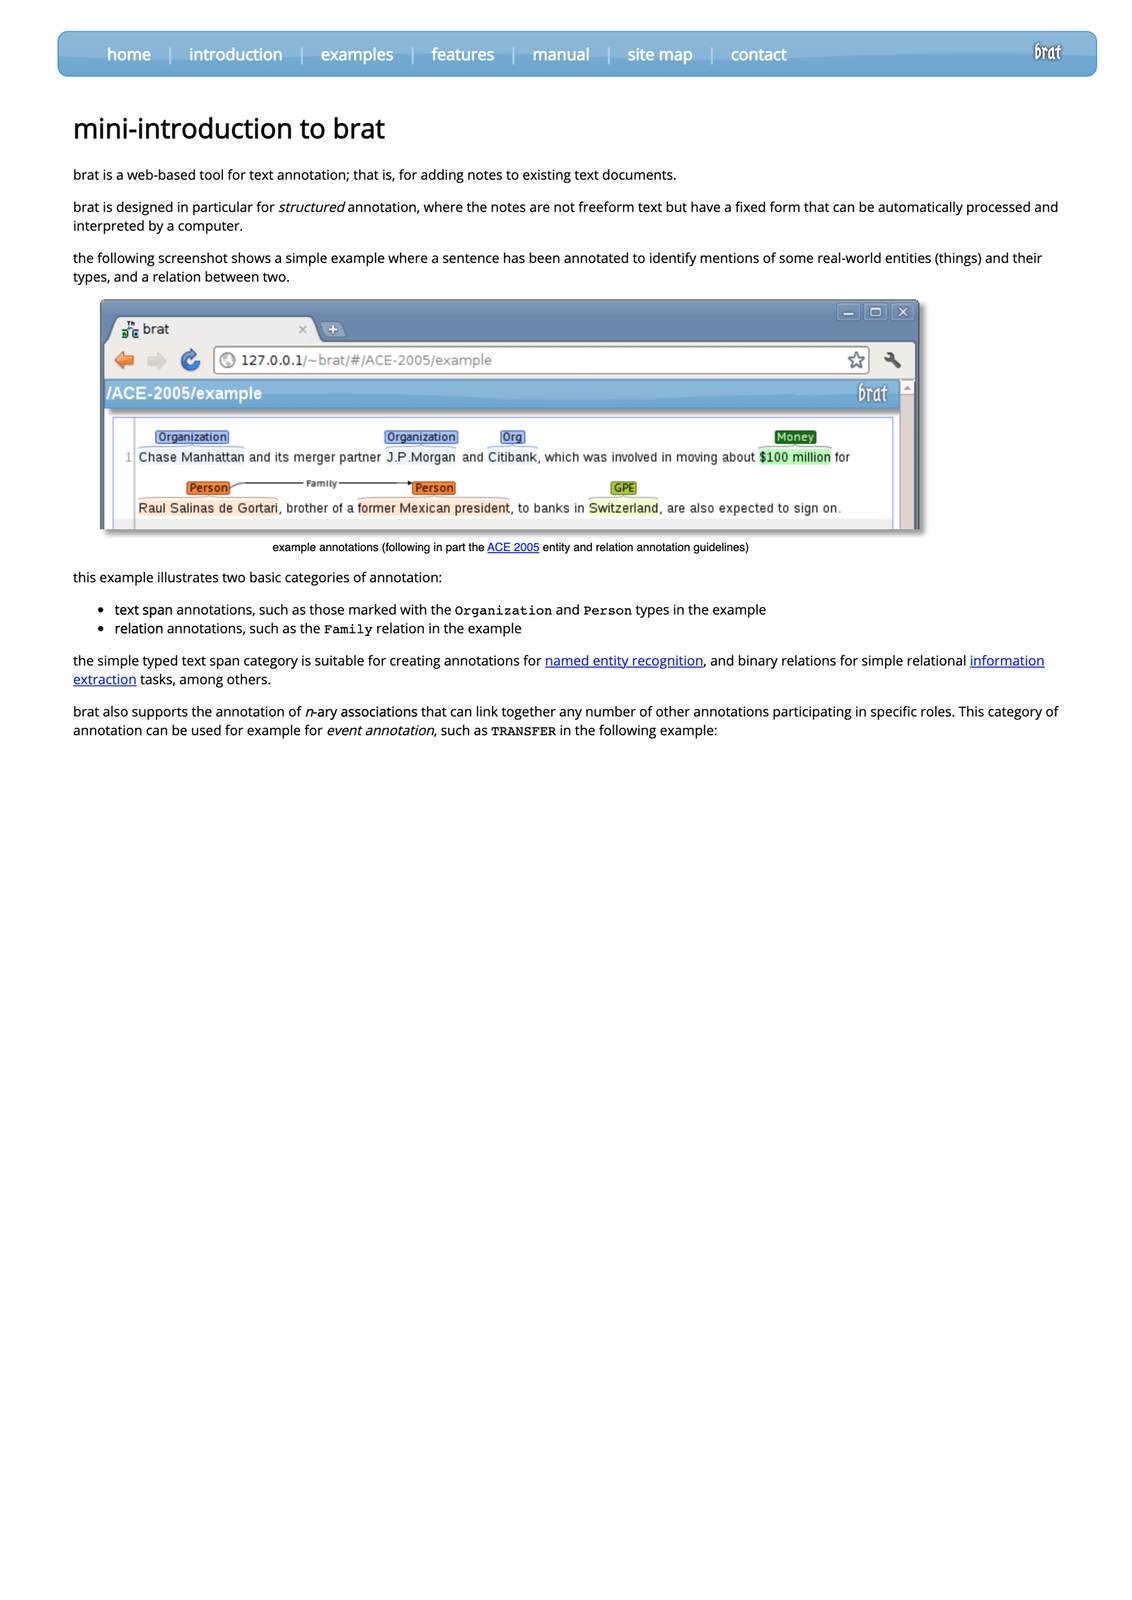 home | introduction | examples | features | manual | site map | contact brat
mini-introduction to brat
brat is a web-based tool for text annotation; that is, for adding notes to existing text documents.
brat is designed in particular for structured annotation, where the notes are not freeform text but have a fixed form that can be automatically processed and
interpreted by a computer.
the following screenshot shows a simple example where a sentence has been annotated to identify mentions of some real-world entities (things) and their
types, and a relation between two.
brat
127.0.0.1/~brat/#/ACE-2005/example
/ACE-2005/example brat
Organization Organization Org Money
1 Chase Manhattan and its merger partner J.P.Morgan and Citibank, which was involved in moving about $100 million for
Person Family Person GPE
Raul Salinas de Gortari, brother of a former Mexican president, to banks in Switzerland, are also expected to sign on.
example annotations (following in part the ACE 2005 entity and relation annotation guidelines)
this example illustrates two basic categories of annotation:
• text span annotations, such as those marked with the Organization and Person types in the example
• relation annotations, such as the Family relation in the example
the simple typed text span category is suitable for creating annotations for named entity recognition, and binary relations for simple relational information
extraction tasks, among others.
brat also supports the annotation of n-ary associations that can link together any number of other annotations participating in specific roles. This category of
annotation can be used for example for event annotation, such as TRANSFER in the following example: